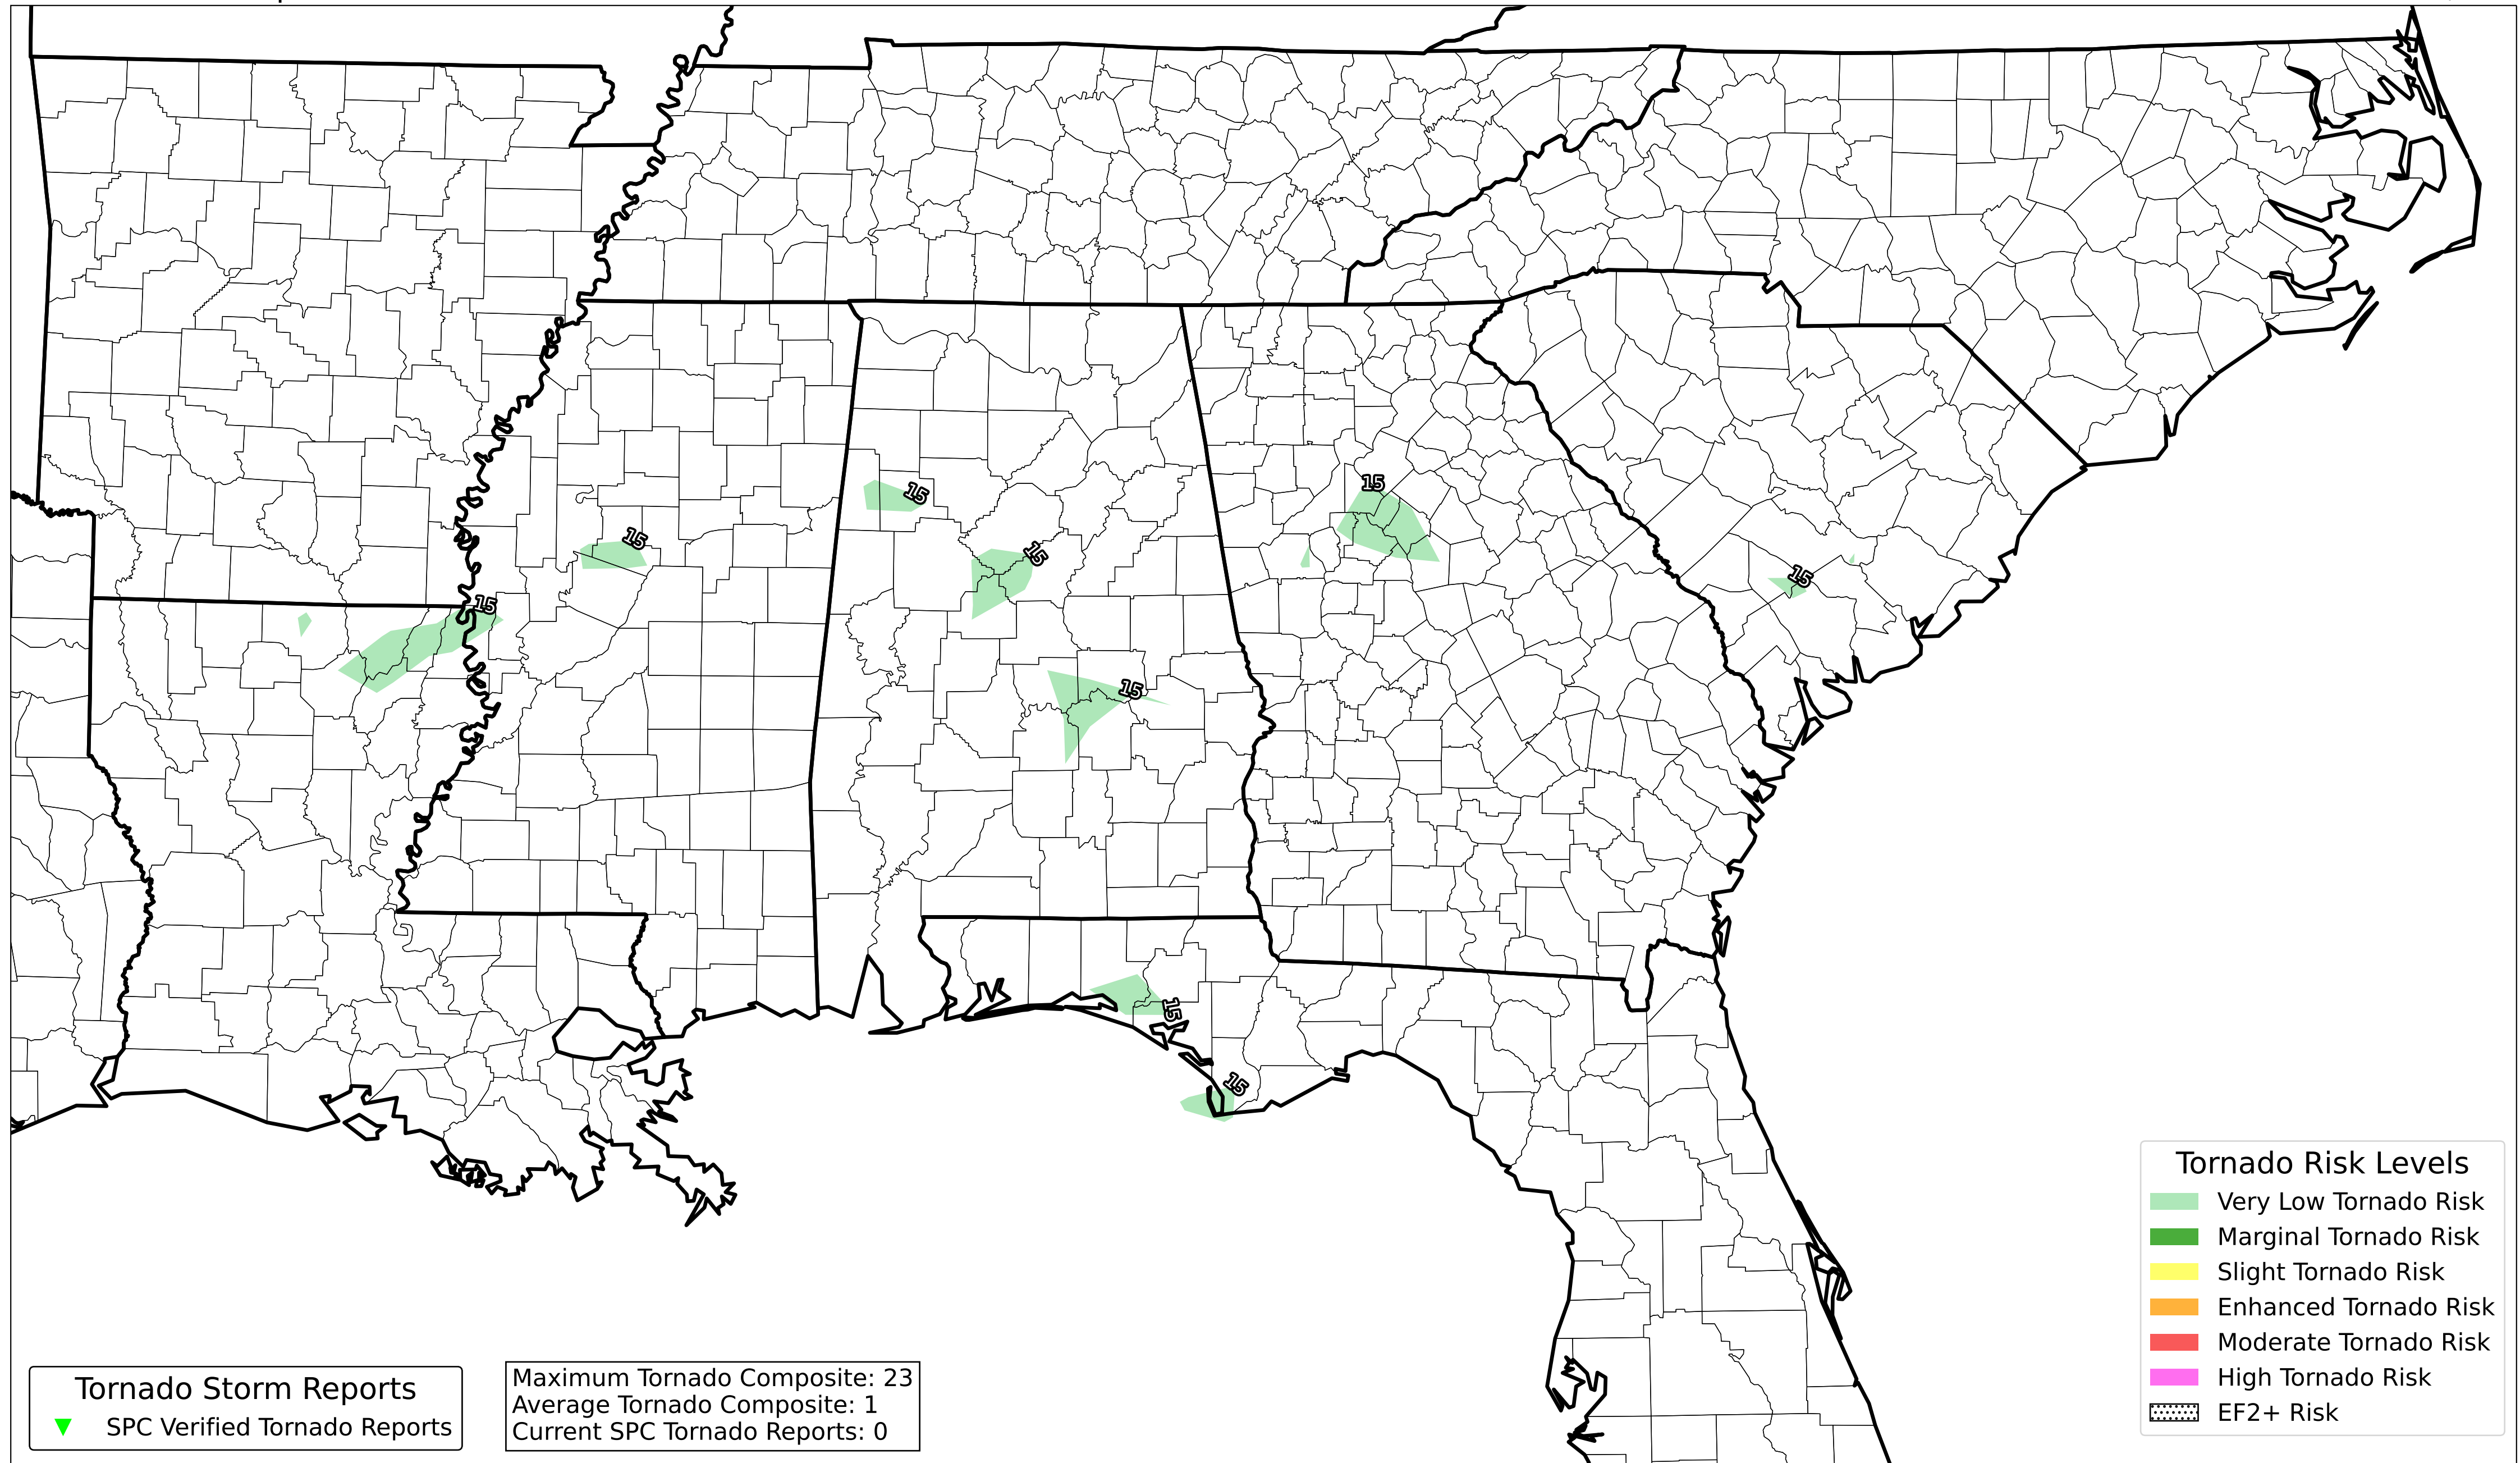 15
15
15
15
15
15
15
15
15
Tornado Risk Levels
Very Low Tornado Risk
Marginal Tornado Risk
Slight Tornado Risk
Enhanced Tornado Risk
Moderate Tornado Risk
High Tornado Risk
EF2+ Risk
Tornado Storm Reports
SPC Verified Tornado Reports
Maximum Tornado Composite: 23
Average Tornado Composite: 1
Current SPC Tornado Reports: 0